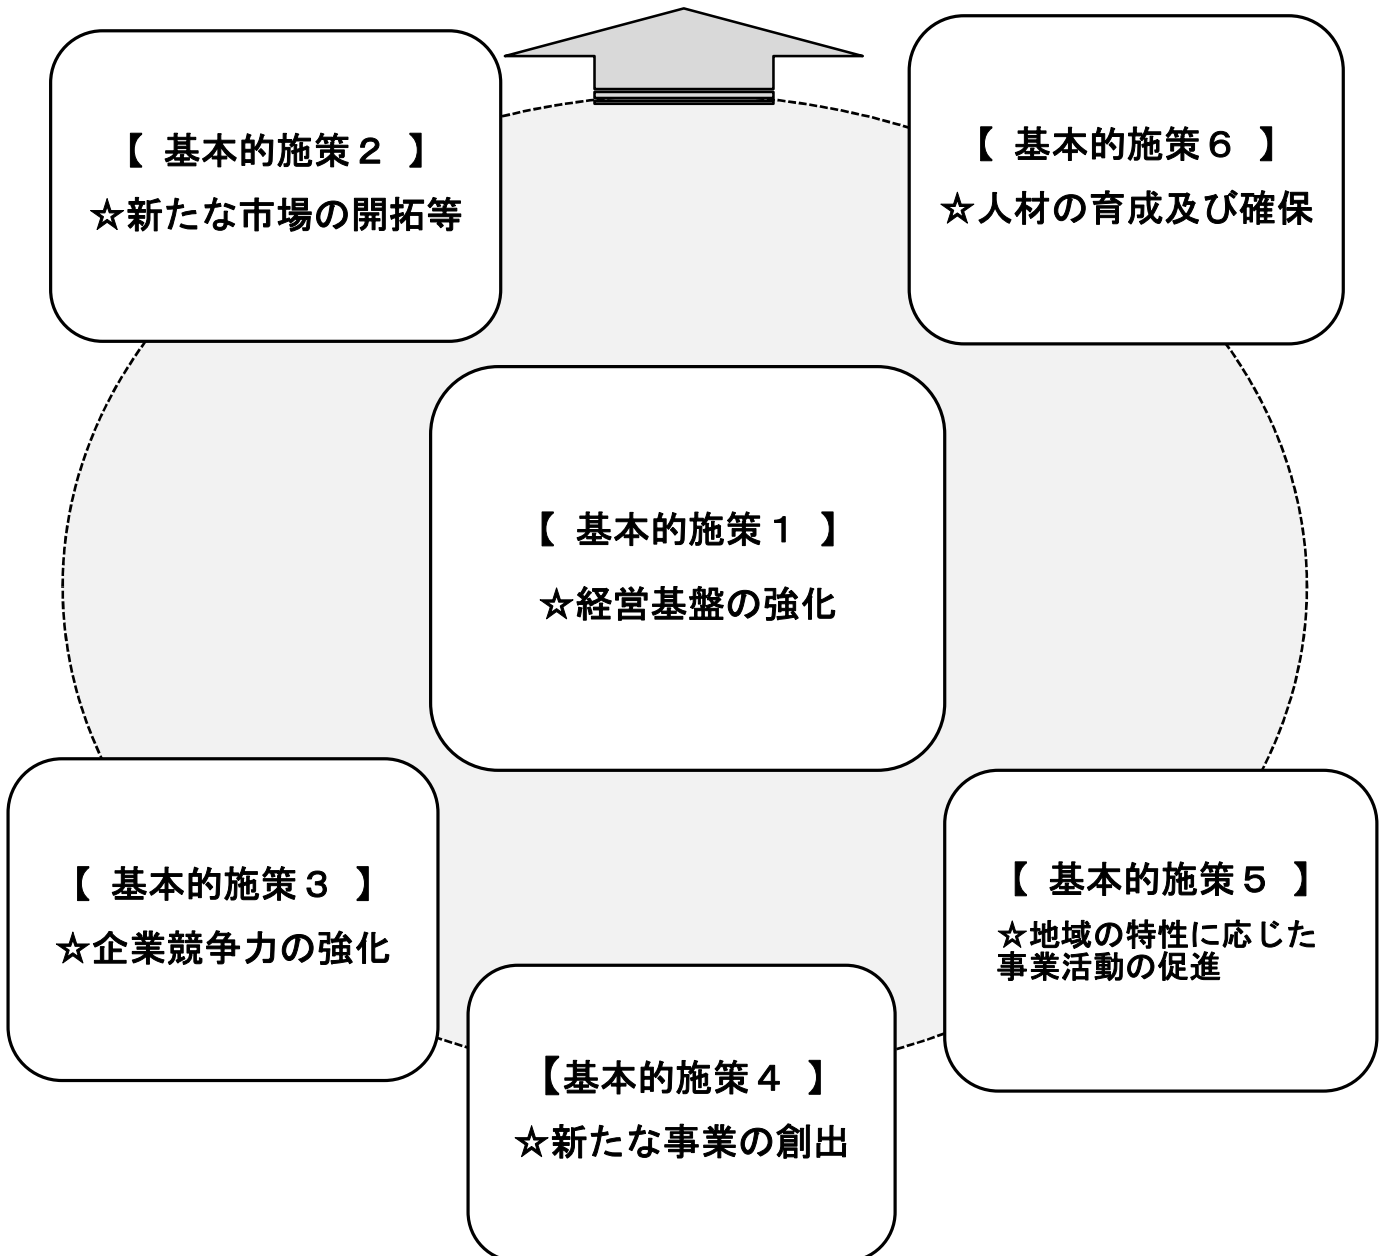 【 基本的施策２ 】
☆新たな市場の開拓等
【 基本的施策６ 】
☆人材の育成及び確保
【 基本的施策１ 】
☆経営基盤の強化
【 基本的施策３ 】
☆企業競争力の強化
【 基本的施策５ 】
☆地域の特性に応じた
事業活動の促進
【基本的施策４ 】
☆新たな事業の創出